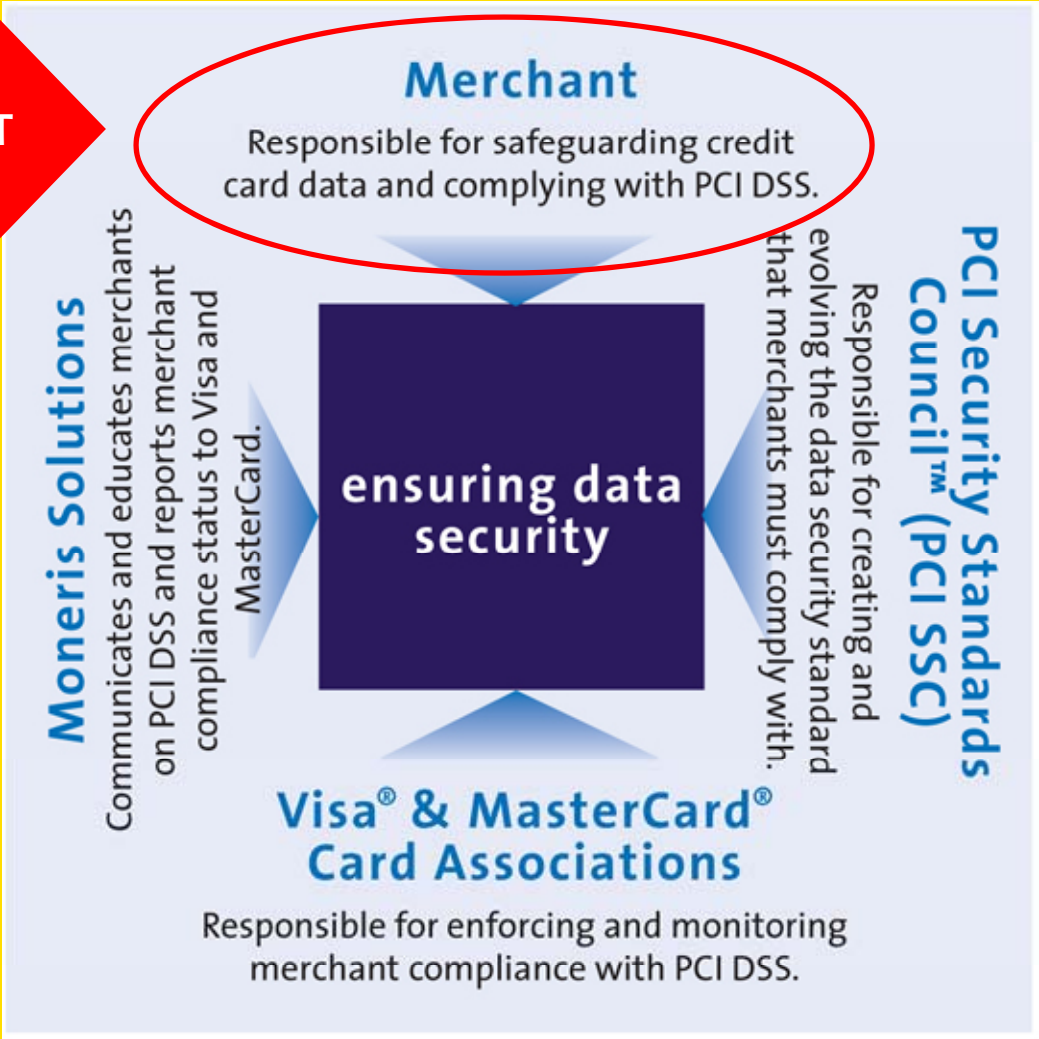 T
Merchant
Responsible for safeguarding credit
card data and complying with PCI DSS.
Moneris Solutions
Communicates and educates merchants
on PCI DSS and reports merchant
compliance status to Visa and
MasterCard.
ensuring data
security
PCI Security Standards
Council™ (PCI SSC)
Responsible for creating and
evolving the data security standard
that merchants must comply with.
Visa® & MasterCard®
Card Associations
Responsible for enforcing and monitoring
merchant compliance with PCI DSS.